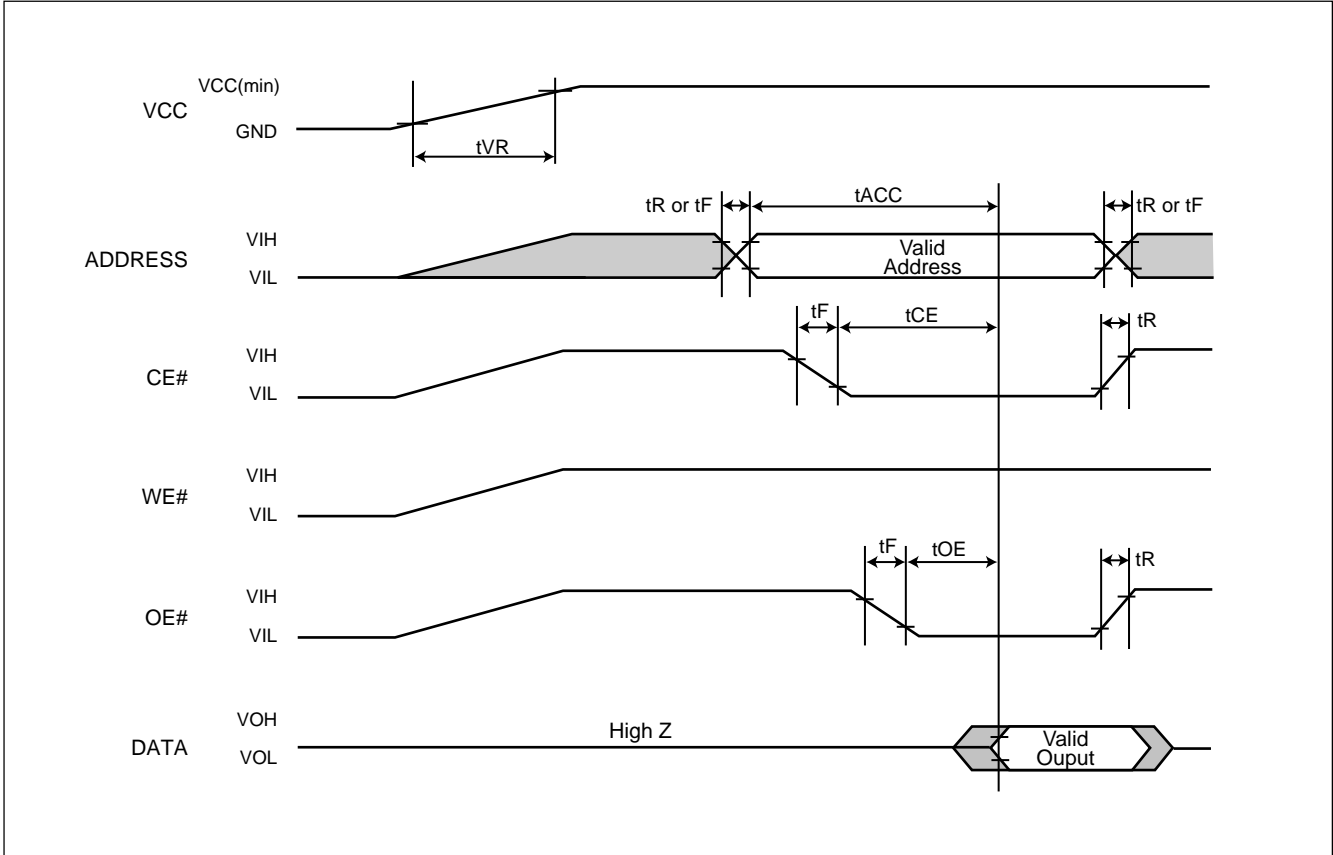 VCC(min)
VCC
GND
tVR
tR or tF
tACC
tR or tF
VIH
ADDRESS
VIL
Valid
Address
tF
tCE
tR
VIH
CE#
VIL
VIH
WE#
VIL
tF
tOE
tR
VIH
OE#
VIL
VOH
DATA
VOL
High Z
Valid
Ouput